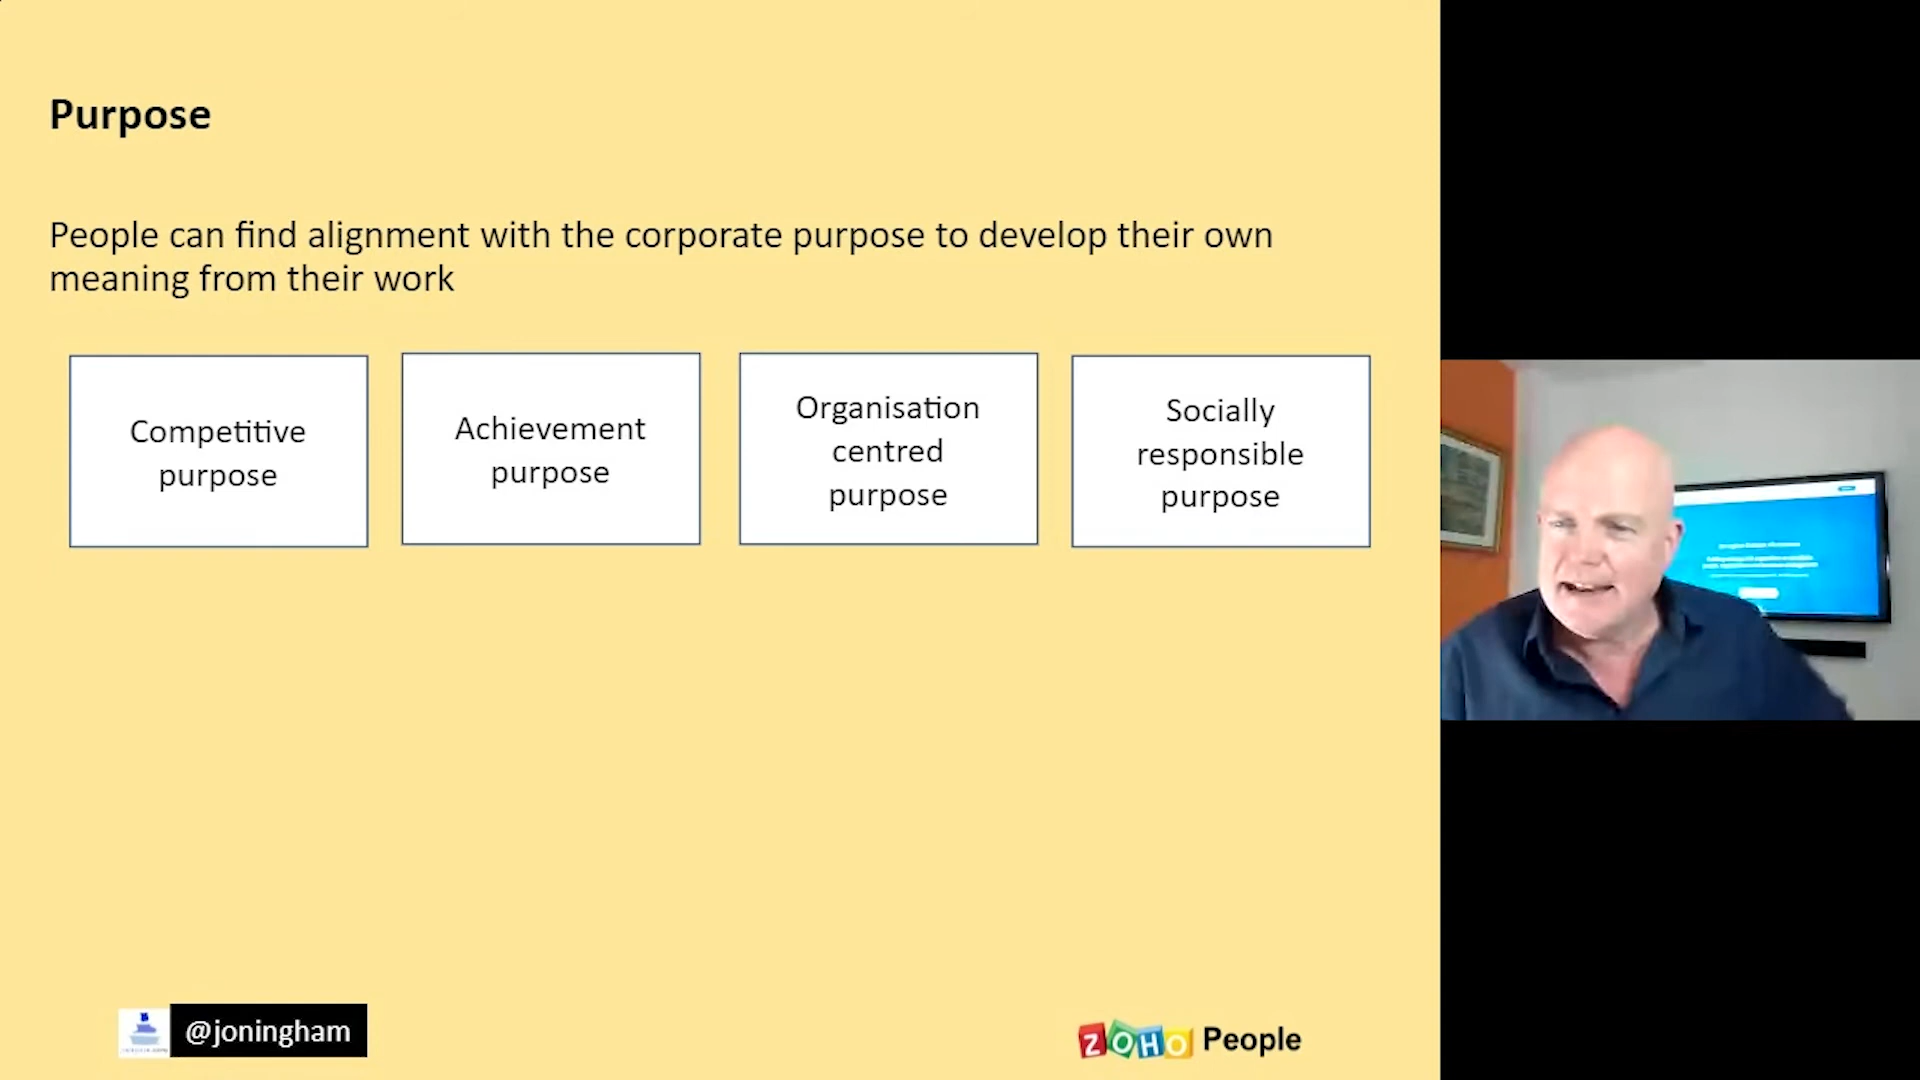 Purpose
People can find alignment with the corporate purpose to develop their own
meaning from their work
Competitive
purpose
Achievement
purpose
Organisation
centred
purpose
Socially
responsible
purpose
@joningham
ZOHO People